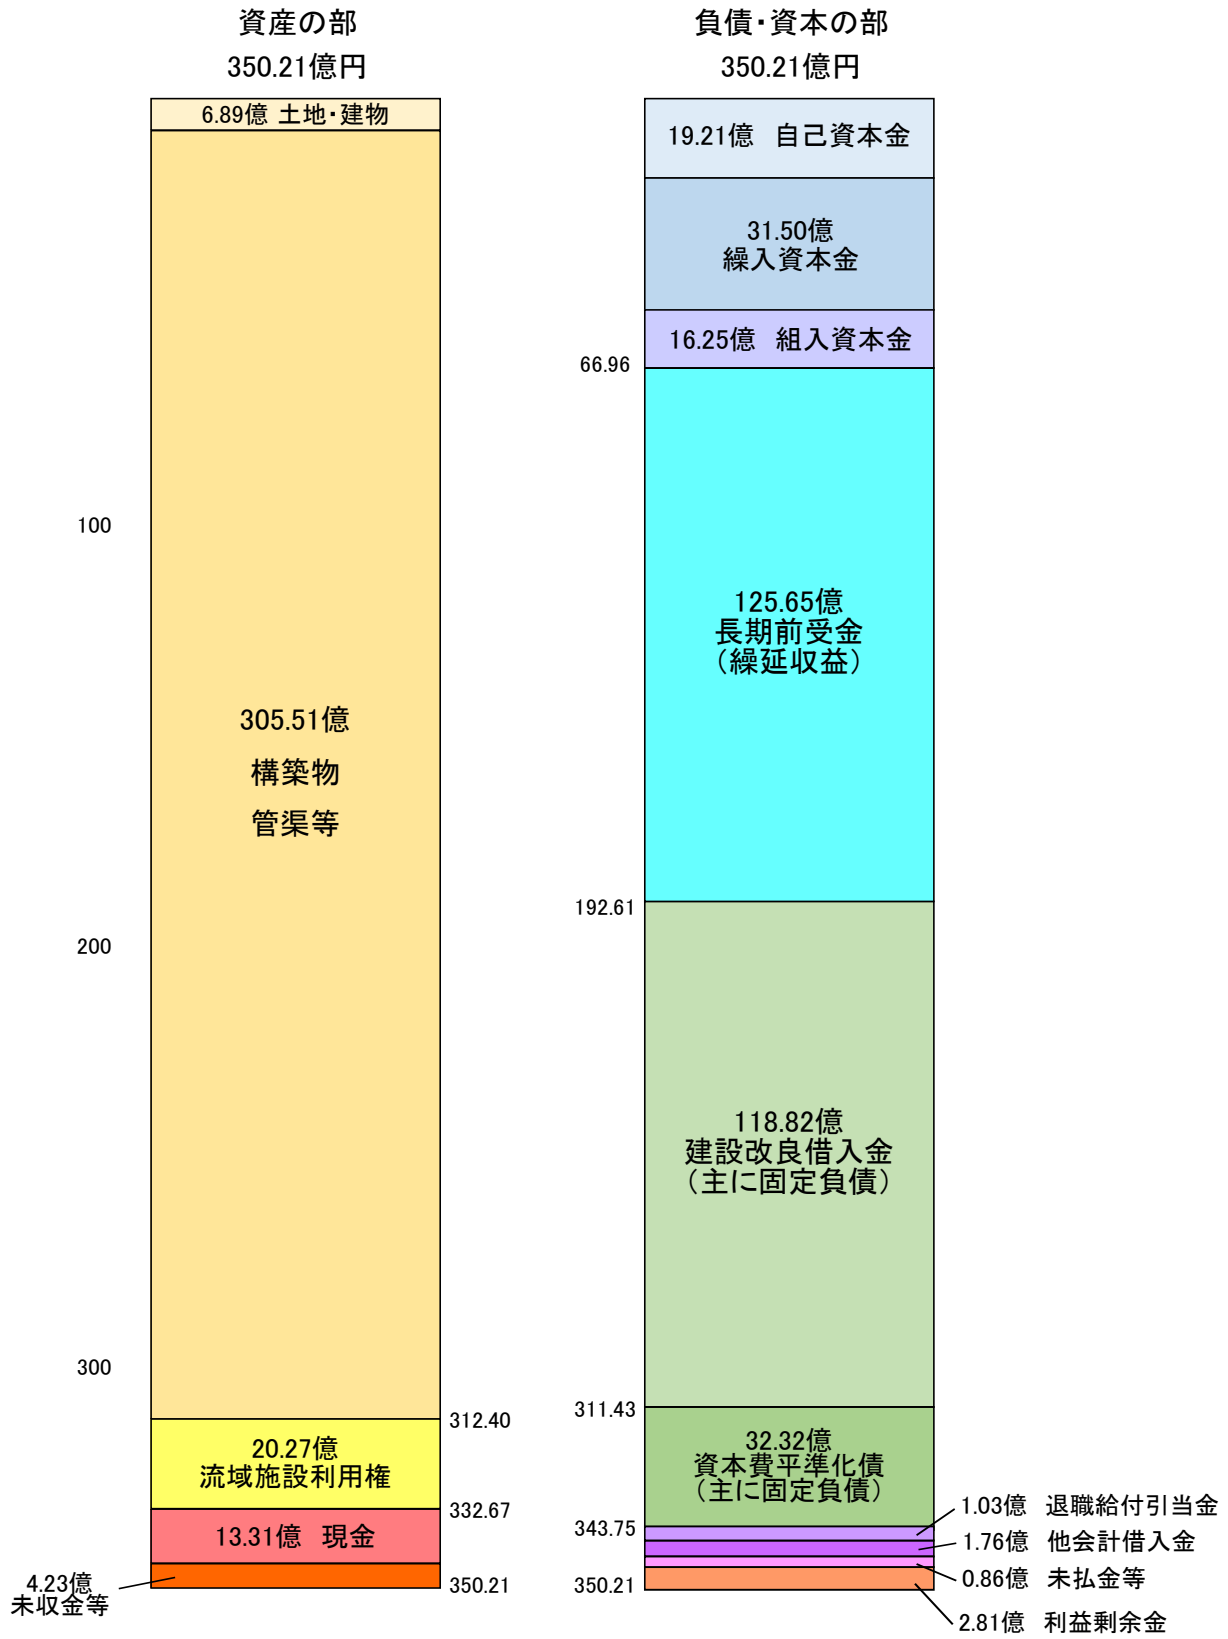 資産の部
350.21億円
6.89億 土地・建物
100
200
300
305.51億
構築物
管渠等
312.40
20.27億
流域施設利用権
332.67
13.31億 現金
4.23億
未収金等
350.21
負債・資本の部
350.21億円
19.21億 自己資本金
31.50億
繰入資本金
16.25億 組入資本金
66.96
125.65億
長期前受金
（繰延収益）
192.61
118.82億
建設改良借入金
（主に固定負債）
311.43
32.32億
資本費平準化債
（主に固定負債）
343.75
1.03億 退職給付引当金
1.76億 他会計借入金
0.86億 未払金等
350.21
2.81億 利益剰余金